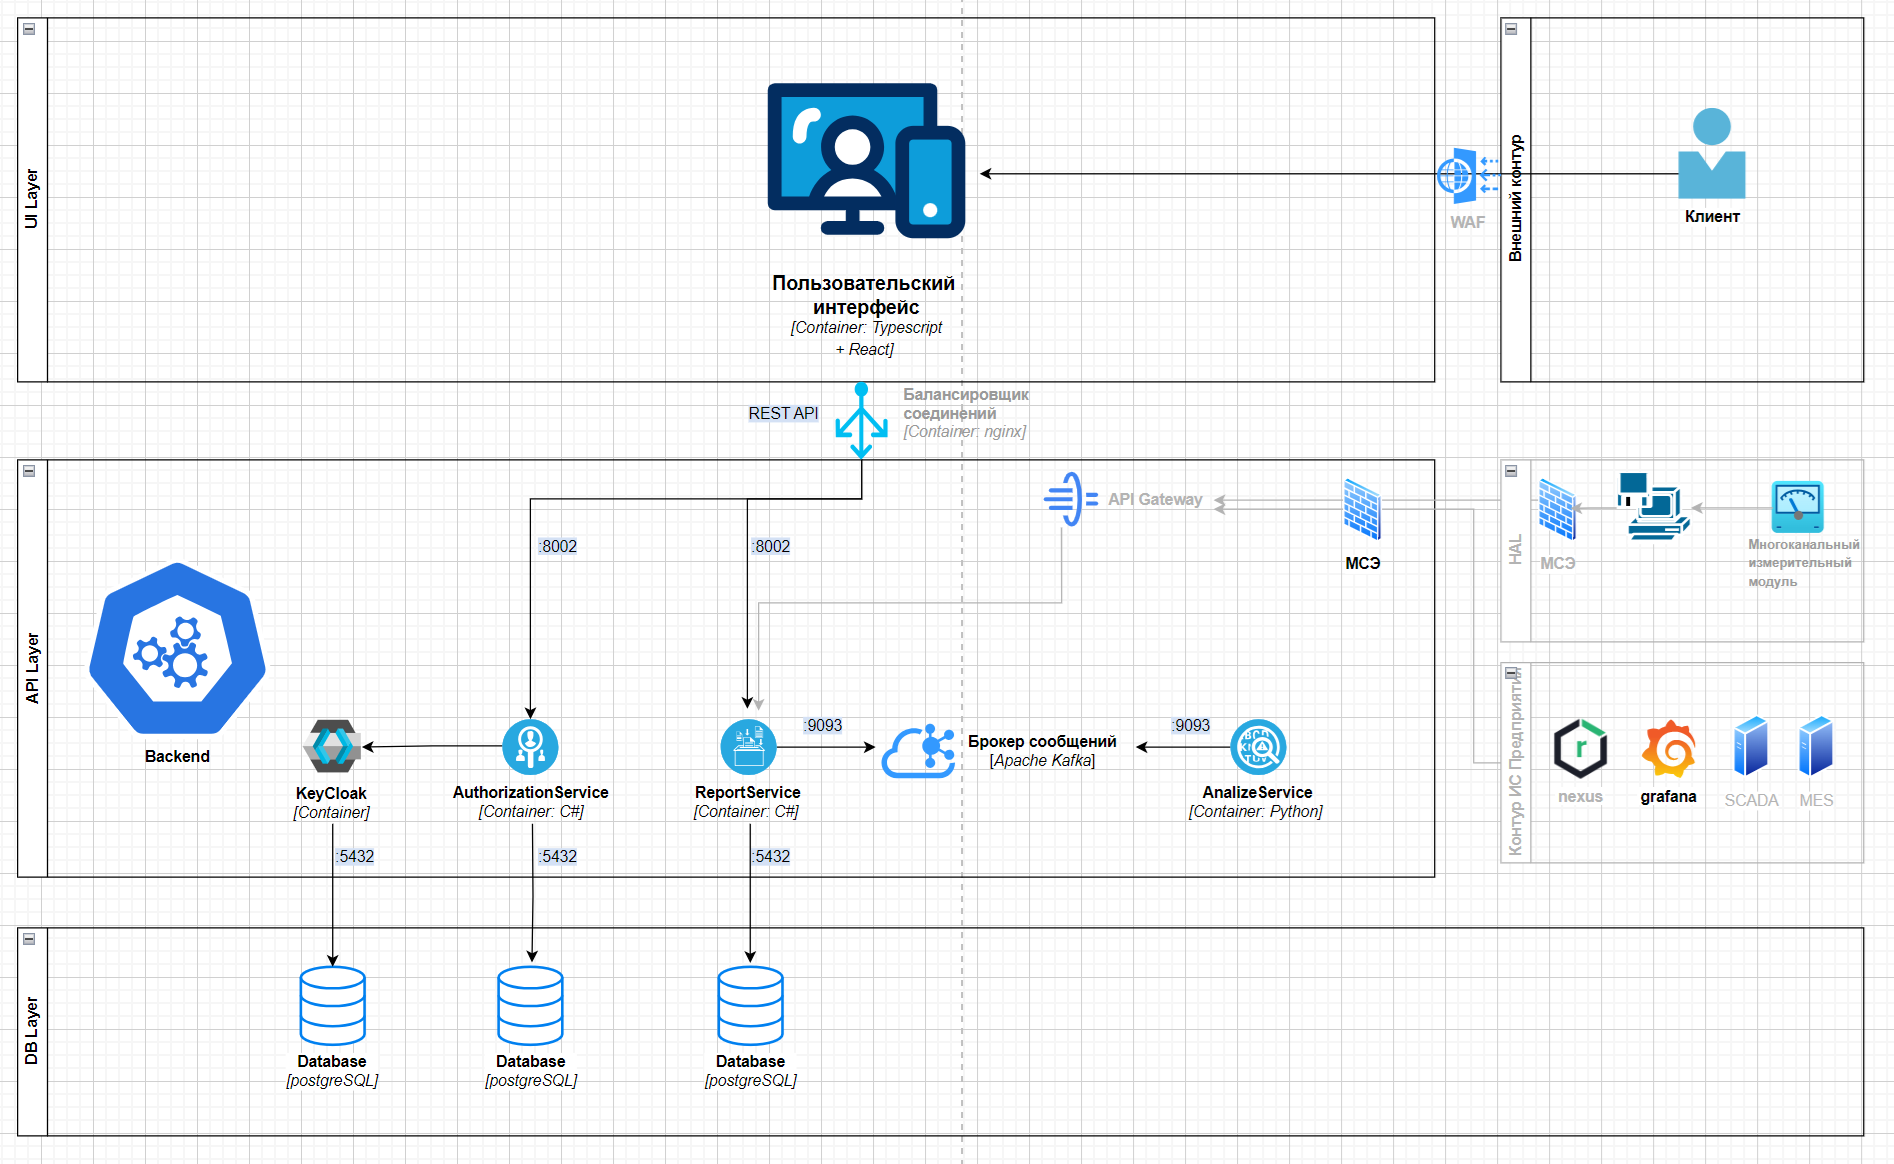 UI Layer
Пользовательский
интерфейс
[Container: Typescript
+ React]
WAF
Внешний контур
Клиент
REST API
Балансировщик
соединений
[Container: nginx]
API Layer
:8002
:8002
API Gateway
МСЭ
HAL
МСЭ
Многоканальный
измерительный
модуль
Backend
KeyCloak
[Container]
AuthorizationService
[Container: C#]
ReportService
[Container: C#]
:9093
Брокер сообщений
[Apache Kafka]
:9093
AnalizeService
[Container: Python]
Контур ИС Предприятия
nexus
grafana
SCADA
MES
:5432
:5432
:5432
DB Layer
Database
[postgreSQL]
Database
[postgreSQL]
Database
[postgreSQL]